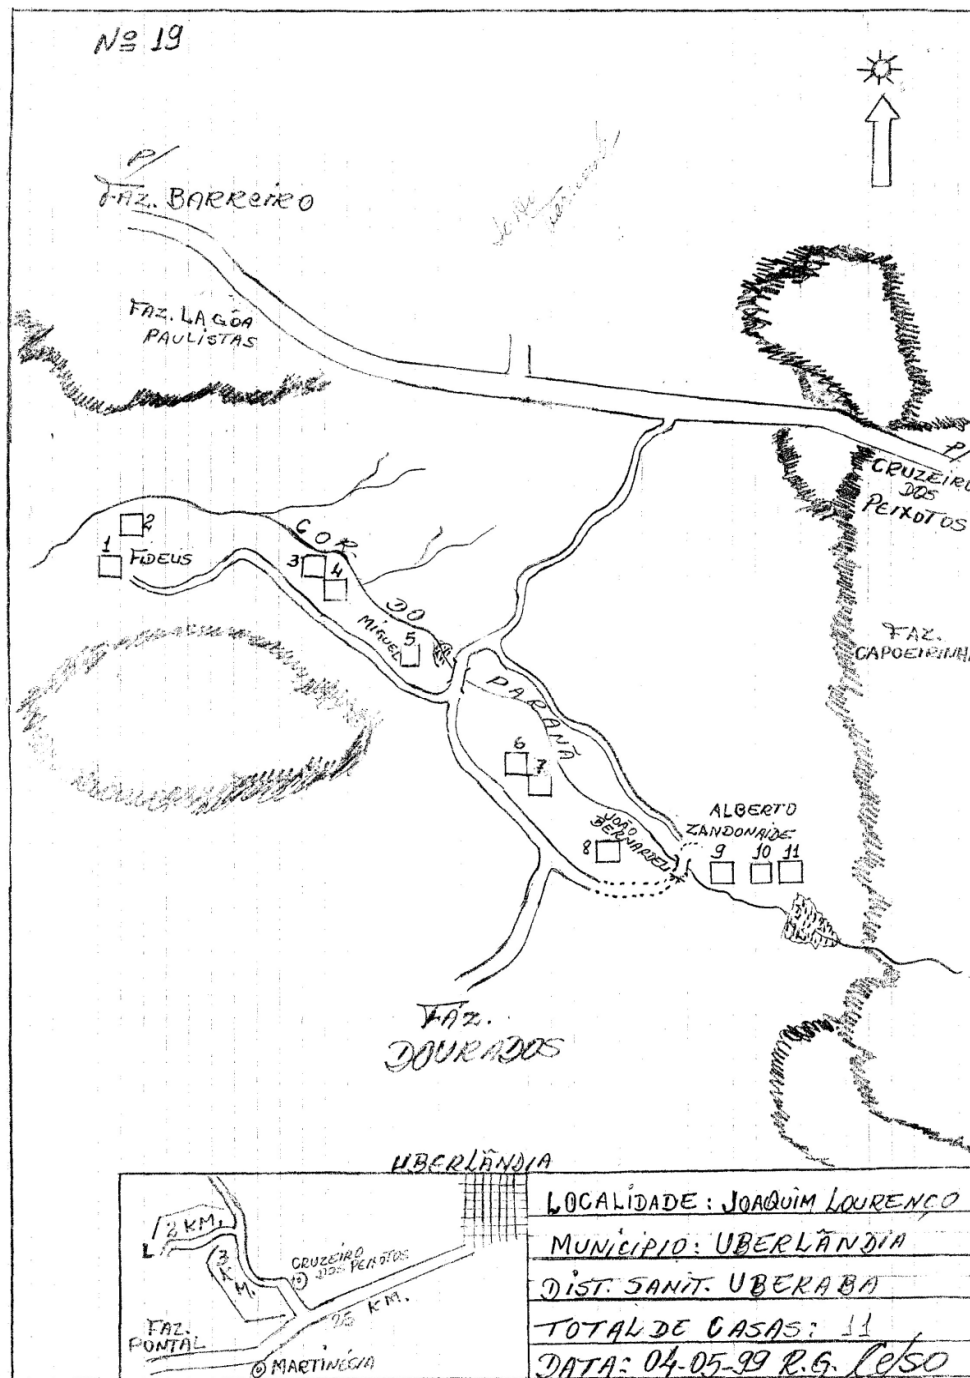 Nº 19
P/
FAZ. BARREIRO
FAZ. LAGÔA
PAULISTAS
P/
CRUZEIRO
DOS
PEIXOTOS
2
1
FIDEUS
3
4
COR.
DO
PARANÃ
MIGUEL
5
FAZ.
CAPOEIRINHA
6
7
JOÃO
BERNARDELI
8
ALBERTO
ZANDONAIDE
9
10
11
FAZ.
DOURADOS
UBERLÂNDIA
2 KM.
L
3 KM.
CRUZEIRO
DOS PEIXOTOS
25 KM.
FAZ.
PONTAL
MARTINÉSIA
LOCALIDADE: JOAQUIM LOURENÇO
MUNICÍPIO: UBERLÂNDIA
DIST. SANIT. UBERABA
TOTAL DE CASAS: 11
DATA: 04-05-99 R.G. Celso